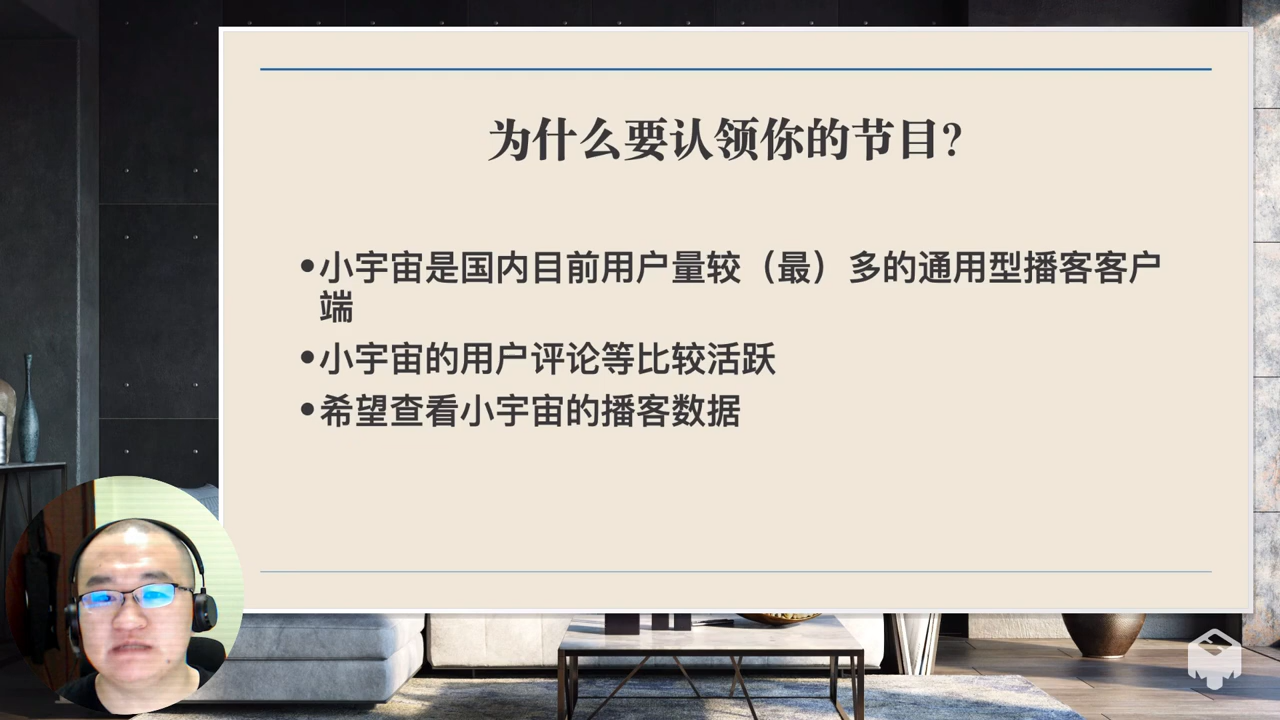 为什么要认领你的节目？
•小宇宙是国内目前用户量较（最）多的通用型播客客户
端
•小宇宙的用户评论等比较活跃
•希望查看小宇宙的播客数据